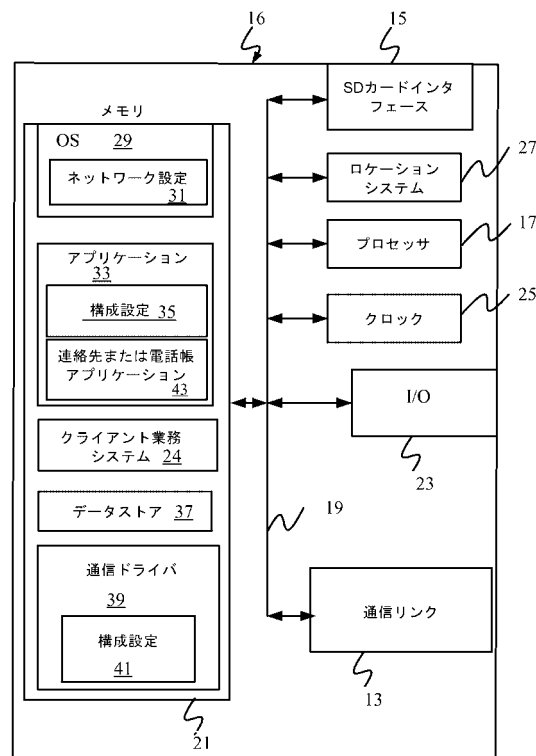 16
15
メモリ
OS 29
ネットワーク設定
31
アプリケーション
33
構成設定 35
連絡先または電話帳
アプリケーション
43
クライアント業務
システム 24
データストア 37
通信ドライバ
39
構成設定
41
21
SDカードインタ
フェース
ロケーション
システム
27
プロセッサ
17
クロック
25
I/O
23
19
通信リンク
13